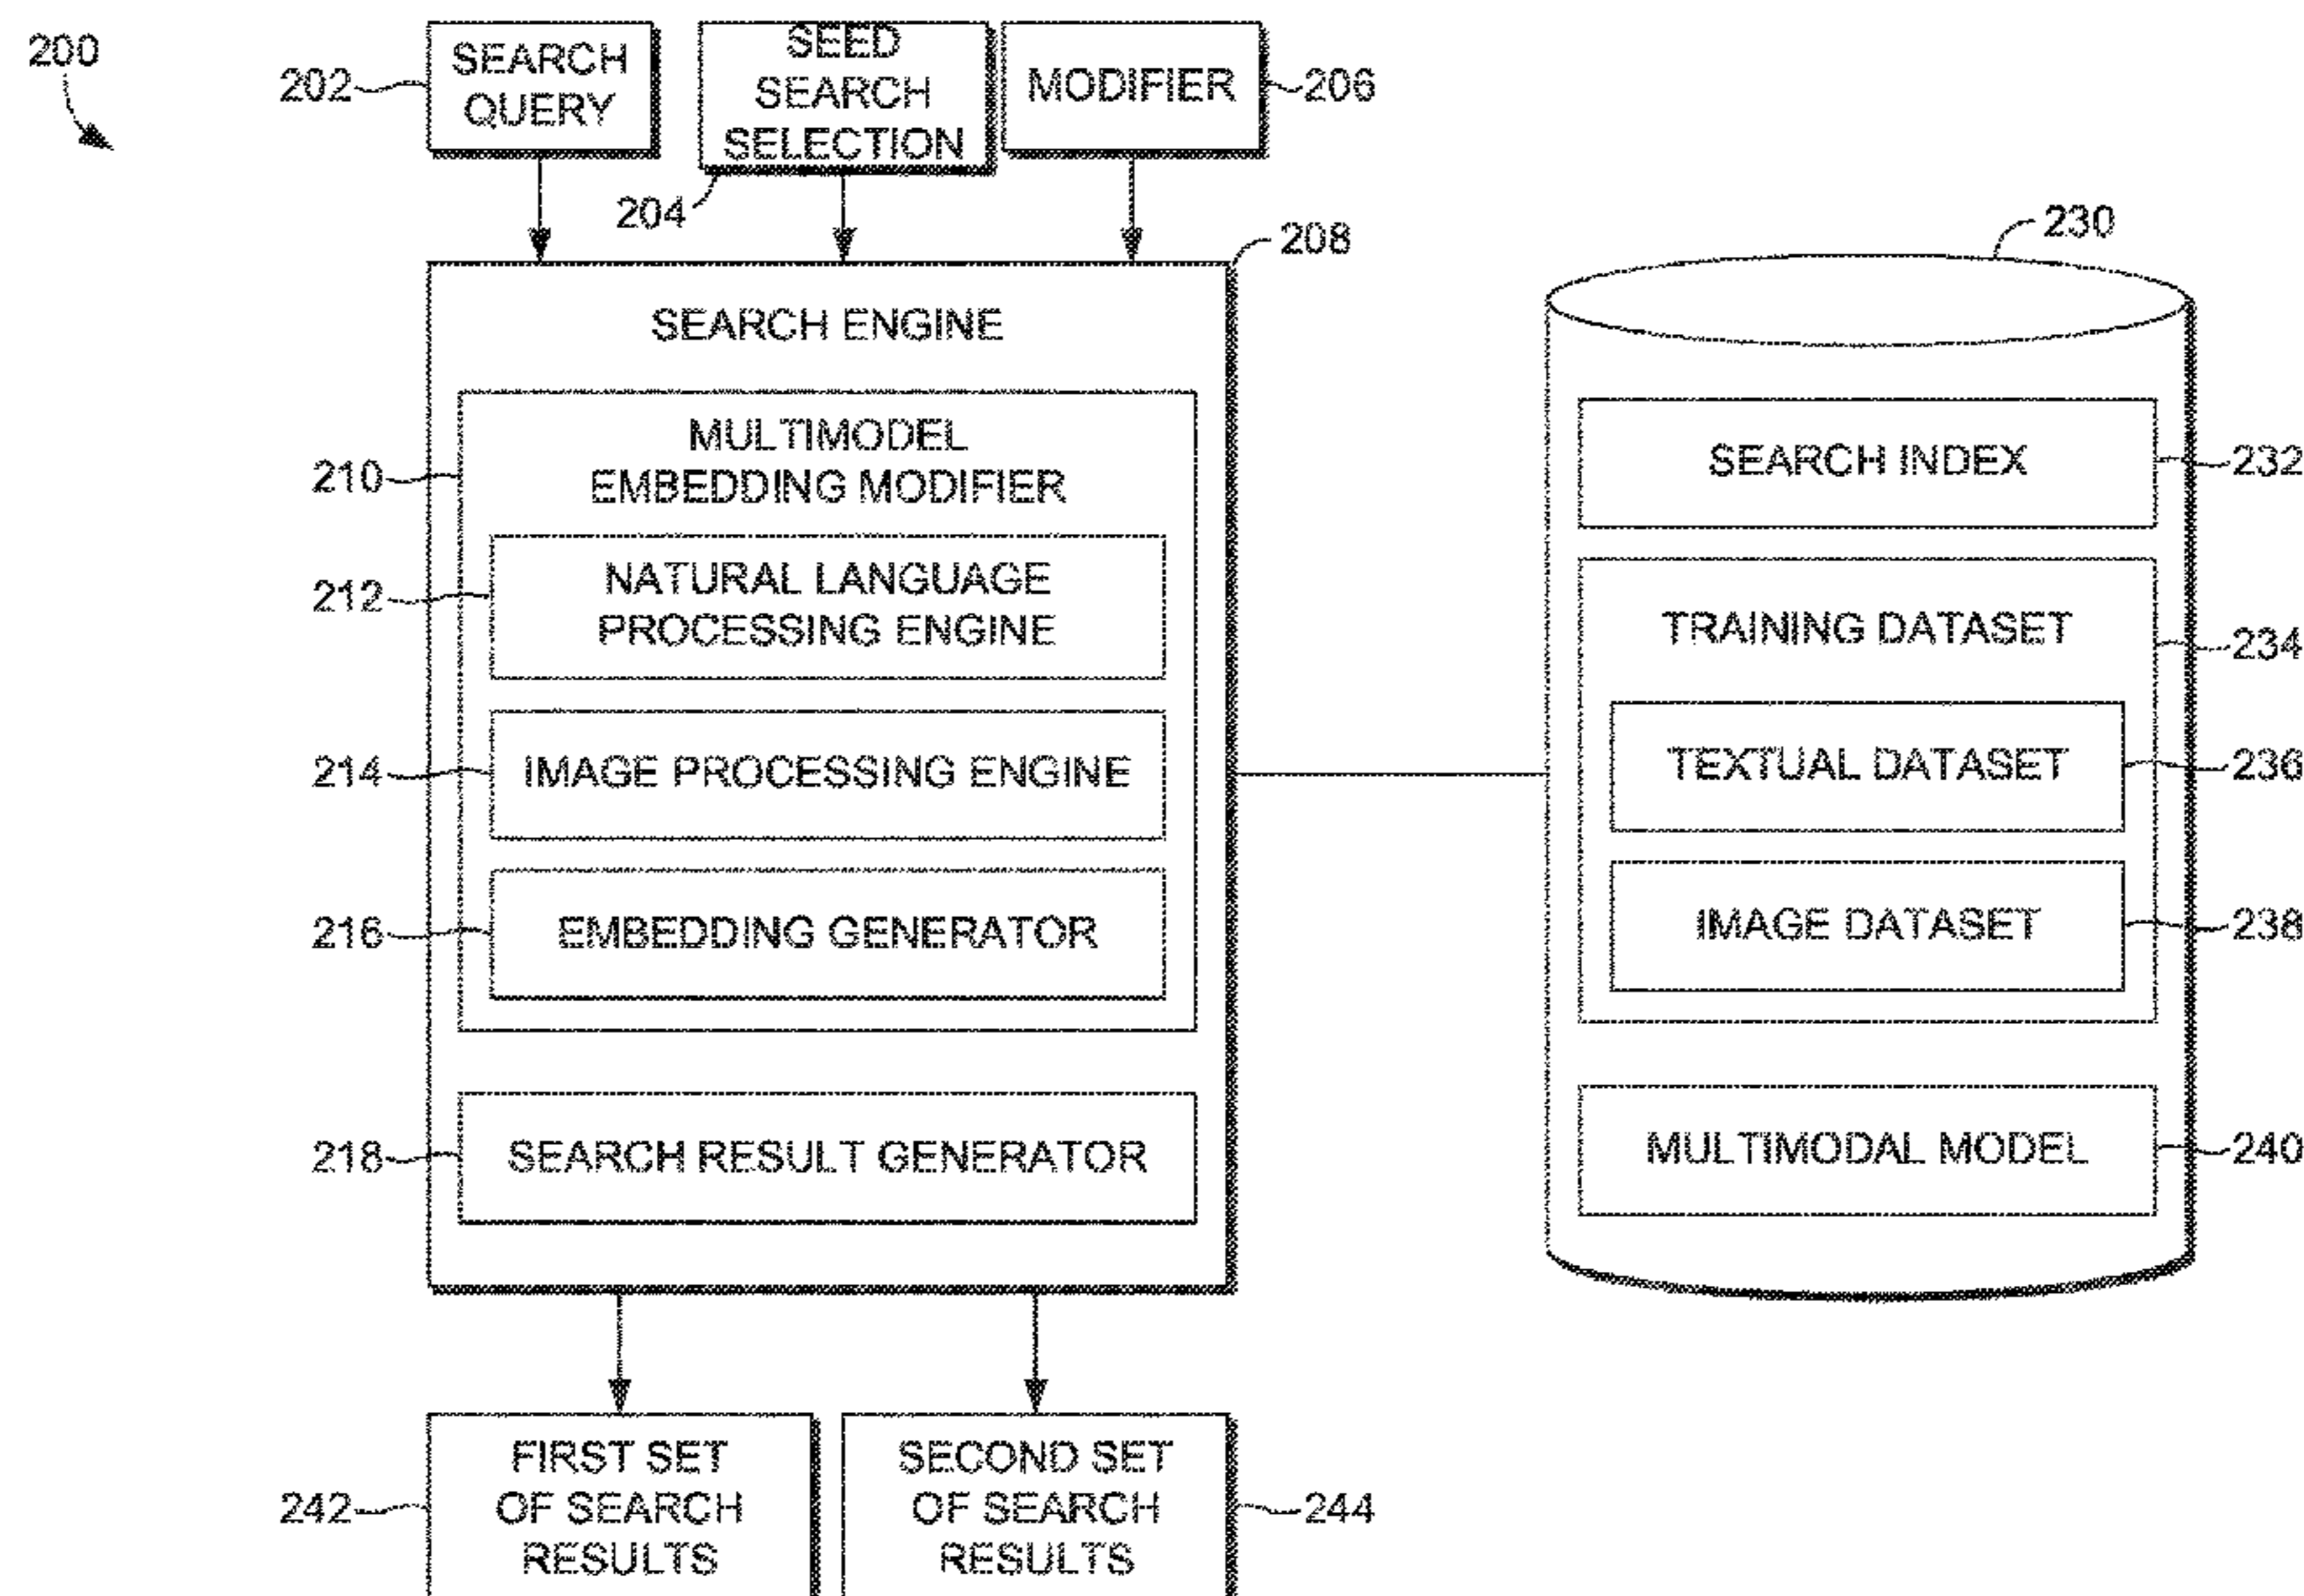 200
202
SEARCH
QUERY
SEED
SEARCH
SELECTION
204
MODIFIER
206
208
SEARCH ENGINE
210
MULTIMODEL
EMBEDDING MODIFIER
212
NATURAL LANGUAGE
PROCESSING ENGINE
214
IMAGE PROCESSING ENGINE
216
EMBEDDING GENERATOR
218
SEARCH RESULT GENERATOR
230
SEARCH INDEX
232
TRAINING DATASET
234
TEXTUAL DATASET
236
IMAGE DATASET
238
MULTIMODAL MODEL
240
242
FIRST SET
OF SEARCH
RESULTS
SECOND SET
OF SEARCH
RESULTS
244